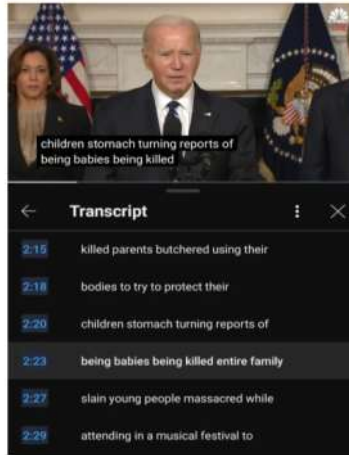 children stomach turning reports of
being babies being killed
Transcript
2:15 killed parents butchered using their
2:18 bodies to try to protect their
2:20 children stomach turning reports of
2:23 being babies being killed entire family
2:27 slain young people massacred while
2:29 attending in a musical festival to